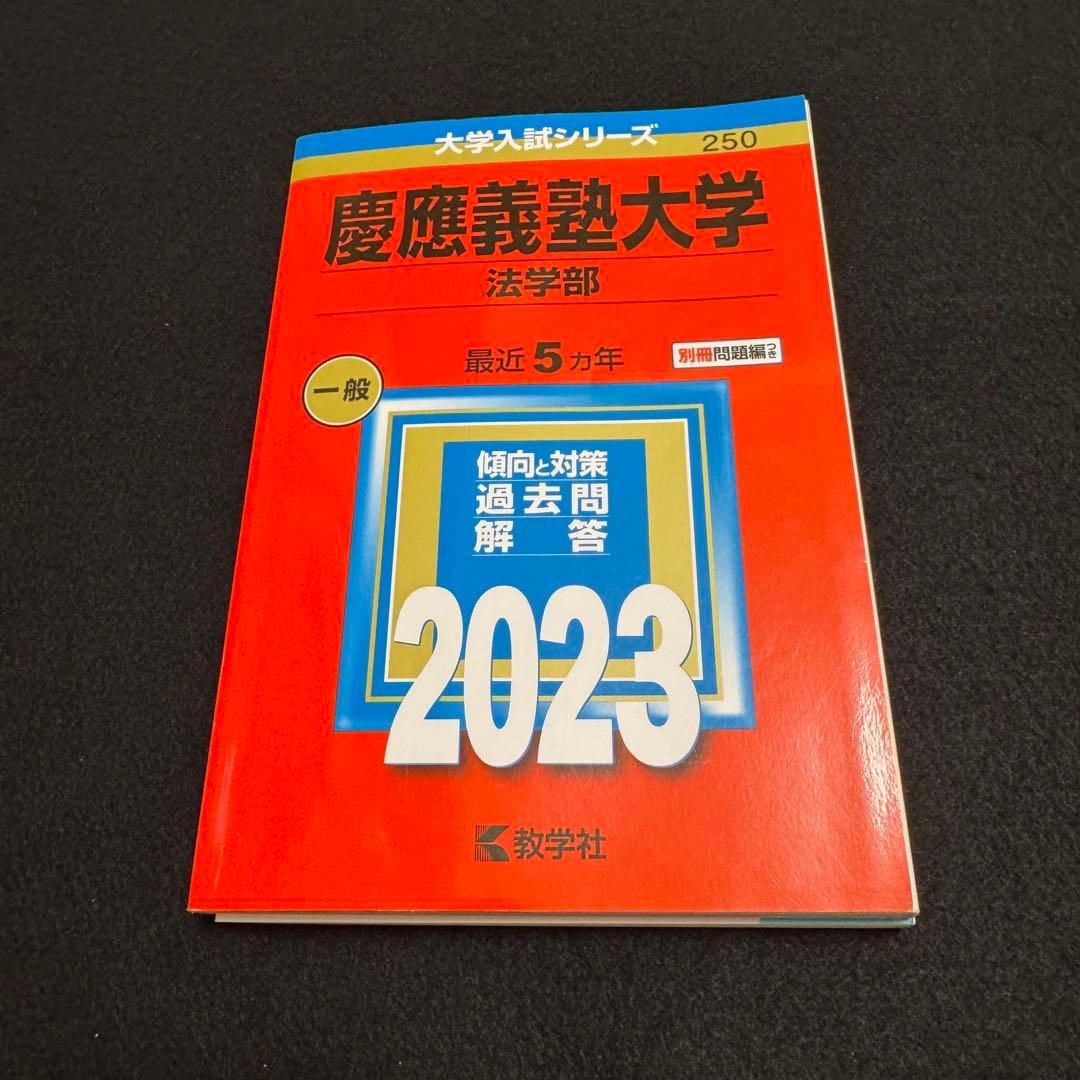 大学入試シリーズ
250
慶應義塾大学
法学部
最近5ヵ年
別冊問題編つき
一般
傾向と対策
過去問
解答
2023
教学社